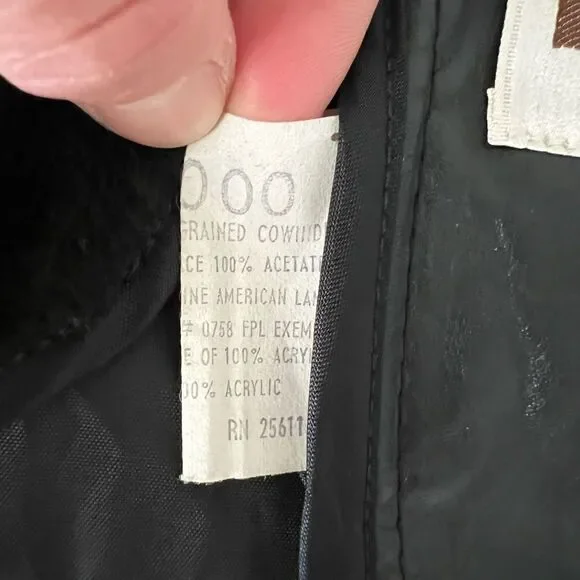 000
GRAINED COWHID
CE 100% ACETAT
INE AMERICAN LA
# 0758 FPL EXEM
E OF 100% ACRY
00% ACRYLIC
RN 25611